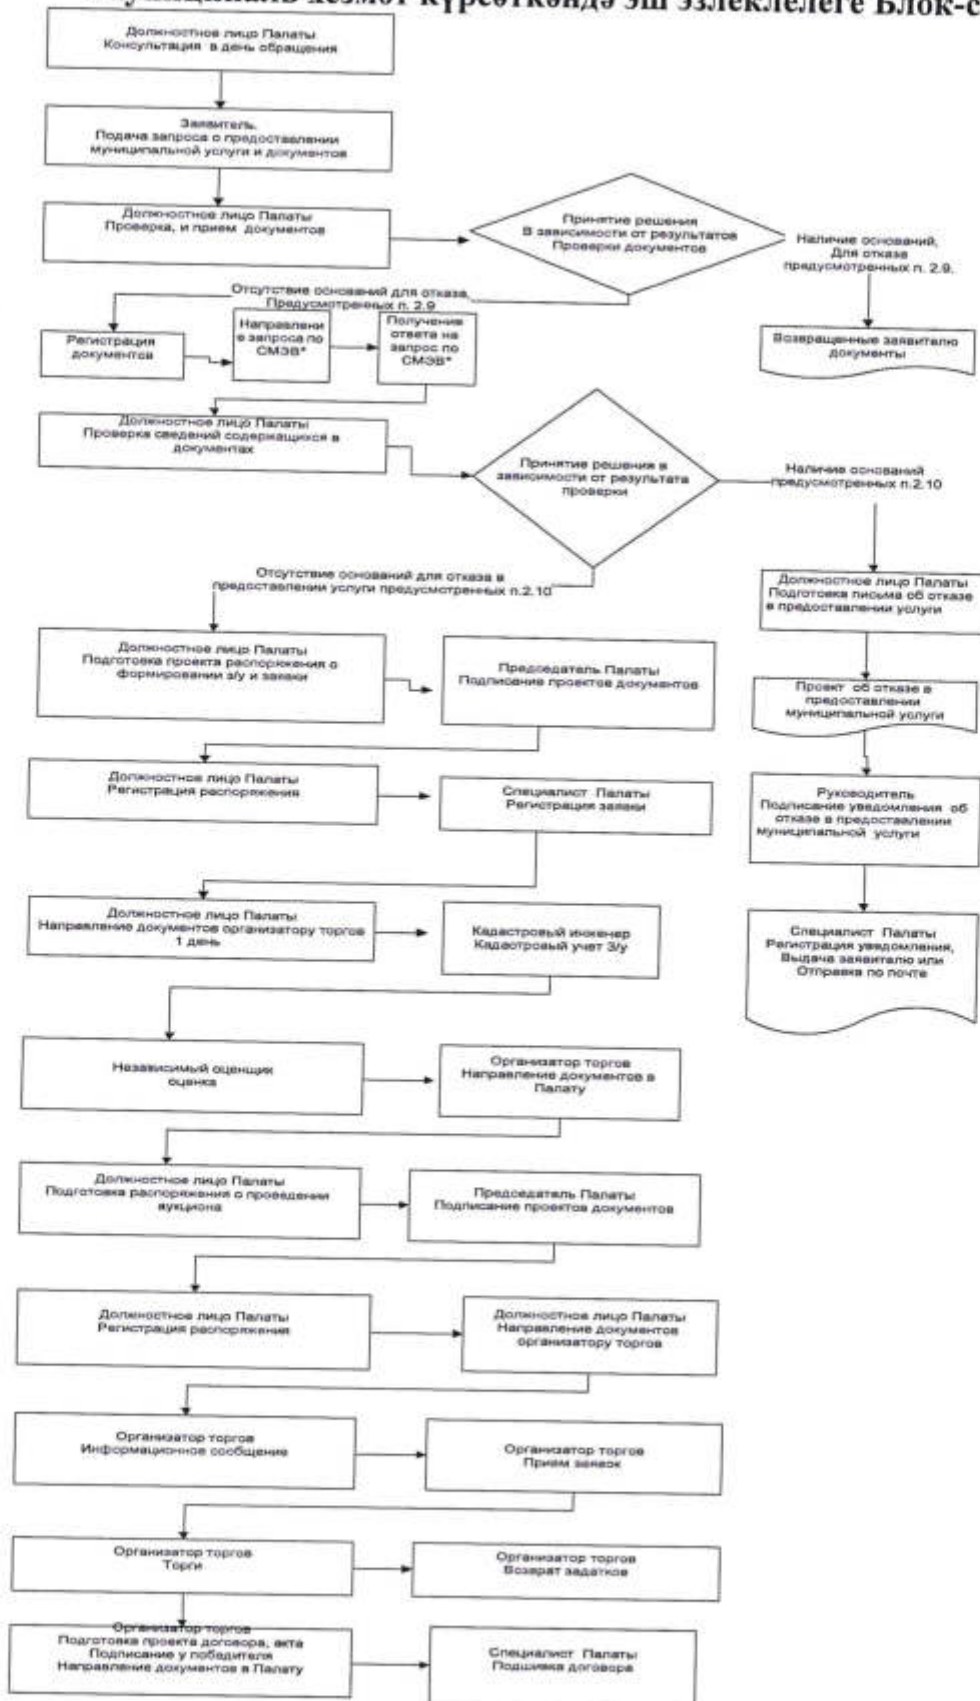 хезмәт күрсәткәндә эш эзлеклелеге Блок-с
Должностное лицо Палаты
Консультация в день обращения
Заявитель.
Подача запроса о предоставлении
муниципальной услуги и документов
Должностное лицо Палаты
Проверка, и прием документов
Принятие решения
В зависимости от результатов
Проверки документов
Наличие оснований,
Для отказа
предусмотренных п. 2.9.
Отсутствие оснований для отказа,
Предусмотренных п. 2.9
Регистрация
документов
Направлени
е запроса по
СМЭВ*
Получения
ответа на
запрос по
СМЭВ*
Возвращенные заявителю
документы
Должностное лицо Палаты
Проверка сведений содержащихся в
документах
Принятие решения в
зависимости от результата
проверки
Наличие оснований
предусмотренных п.2.10
Отсутствие оснований для отказа в
предоставлении услуги предусмотренных п.2.10
Должностное лицо Палаты
Подготовка письма об отказе
в предоставлении услуги
Должностное лицо Палаты
Подготовка проекта распоряжения о
формировании з/у и заявки
Председатель Палаты
Подписание проектов документов
Проект об отказе в
предоставлении
муниципальной услуги
Должностное лицо Палаты
Регистрация распоряжения
Специалист Палаты
Регистрация заявки
Руководитель
Подписание уведомления об
отказе в предоставлении
муниципальной услуги
Должностное лицо Палаты
Направление документов организатору торгов
1 день
Кадастровый инженер
Кадастровый учет З/у
Специалист Палаты
Регистрация уведомления,
Выдача заявителю или
Отправка по почте
Независимый оценщик
оценка
Организатор торгов
Направление документов в
Палату
Должностное лицо Палаты
Подготовка распоряжения о проведении
аукциона
Председатель Палаты
Подписание проектов документов
Должностное лицо Палаты
Регистрация распоряжения
Должностное лицо Палаты
Направление документов
организатору торгов
Организатор торгов
Информационное сообщение
Организатор торгов
Прием заявок
Организатор торгов
Торги
Организатор торгов
Возврат задатков
Организатор торгов
Подготовка проекта договора, акта
Подписание у победителя
Направление документов в Палату
Специалист Палаты
Подшивка договора